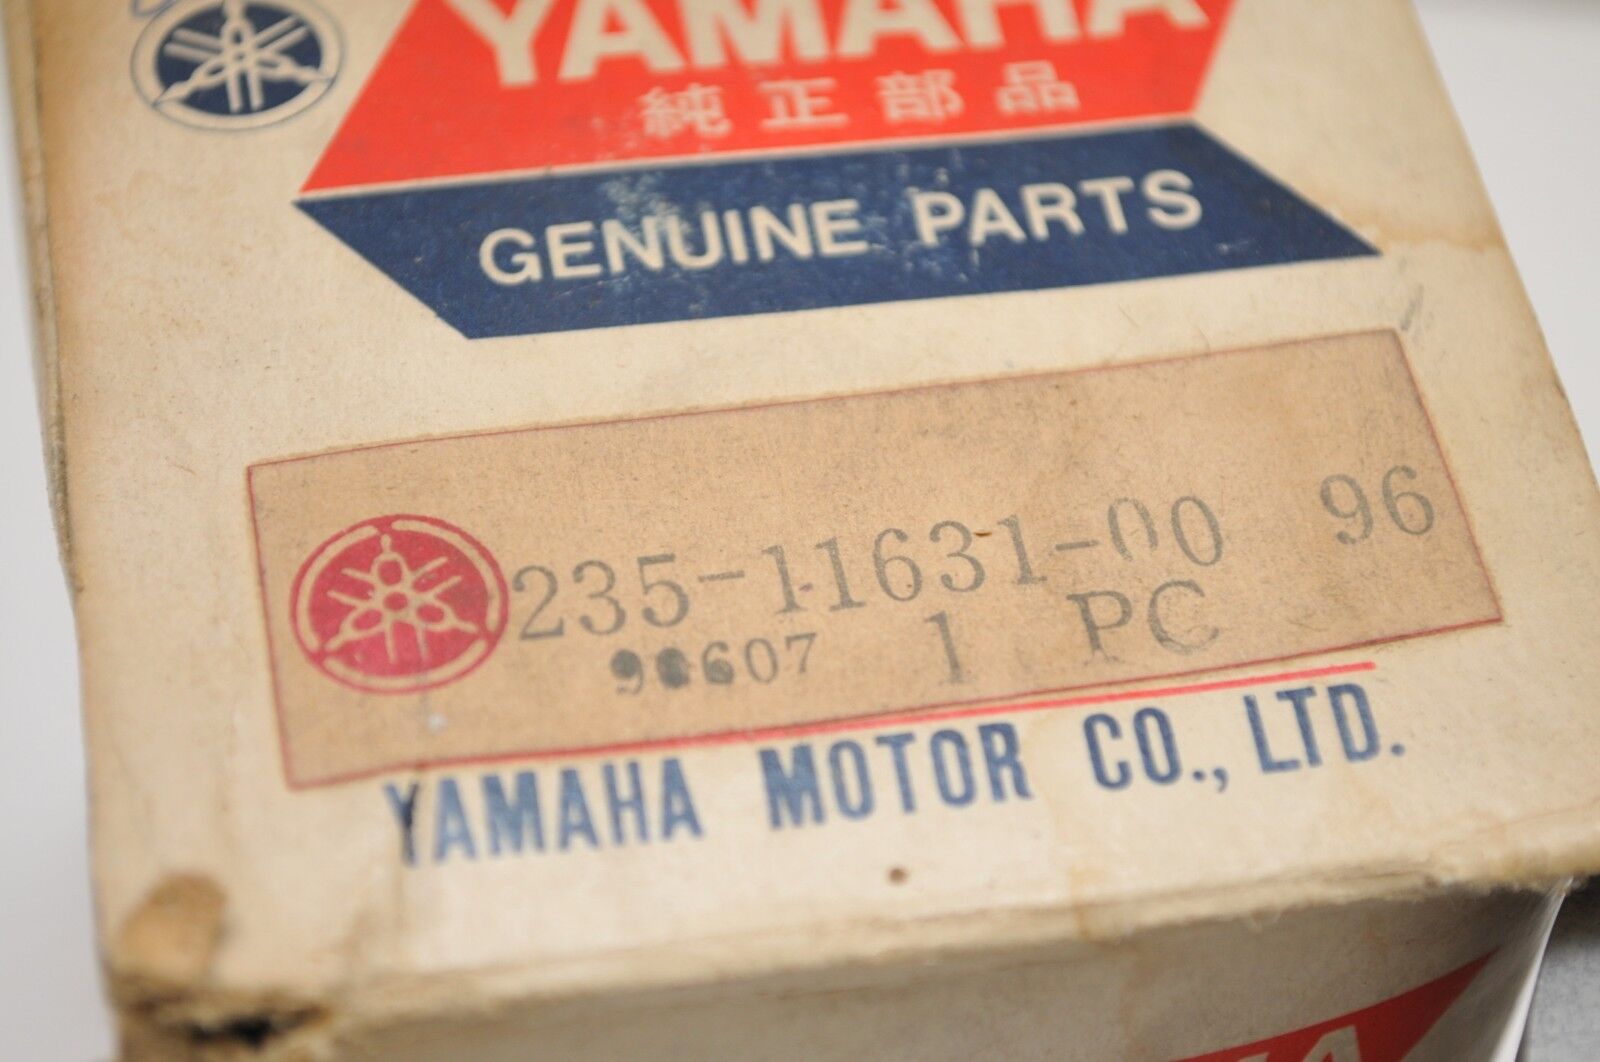 YAMAHA
純正部品
GENUINE PARTS
235-11631-00 96
1 PC
YAMAHA MOTOR CO., LTD.